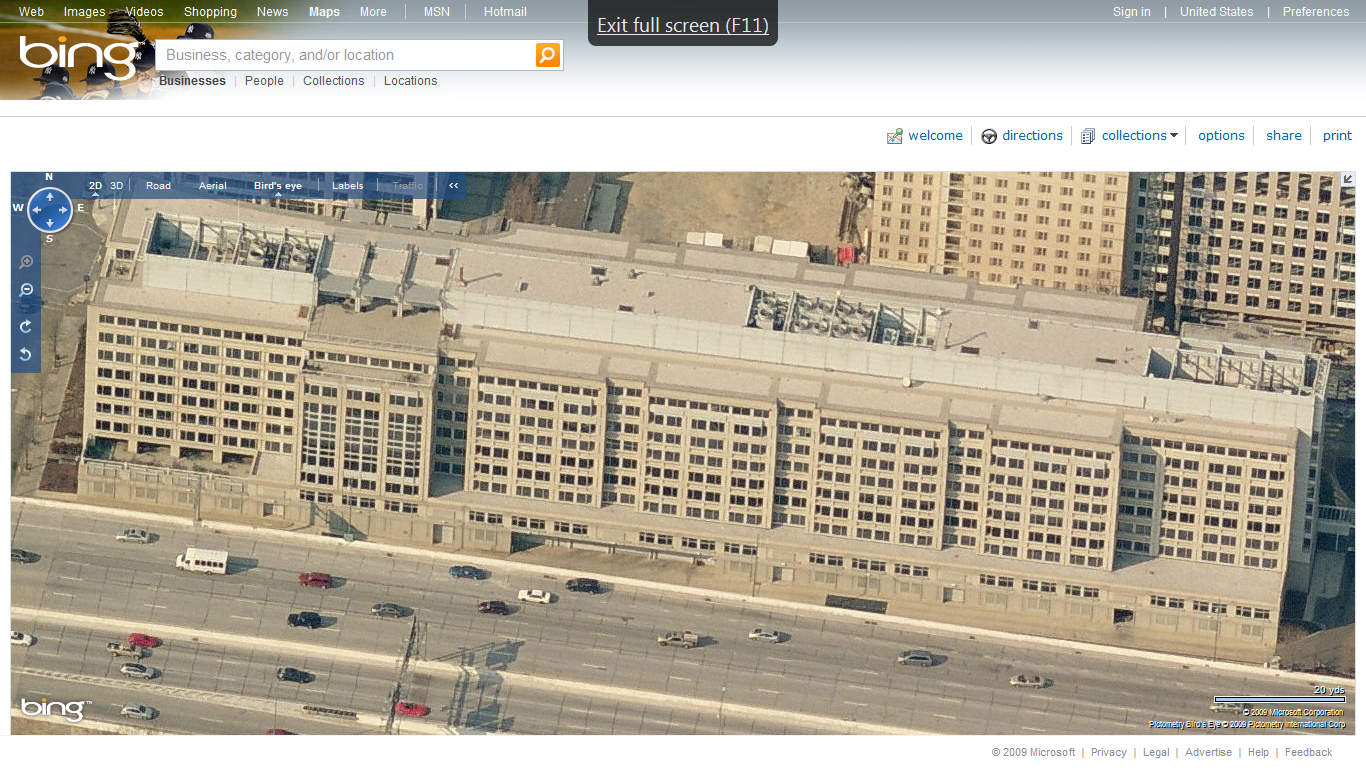 Web Images Videos Shopping News Maps More | MSN | Hotmail
Exit full screen (F11)
Sign in | United States | Preferences
bing™
Business, category, and/or location
Businesses | People | Collections | Locations
welcome directions collections options share print
N
W E
S
2D 3D Road Aerial Bird's eye Labels Traffic <<
bing™
20 yds
© 2009 Microsoft Corporation
Pictometry Bird's Eye © 2009 Pictometry International Corp
© 2009 Microsoft | Privacy | Legal | Advertise | Help | Feedback